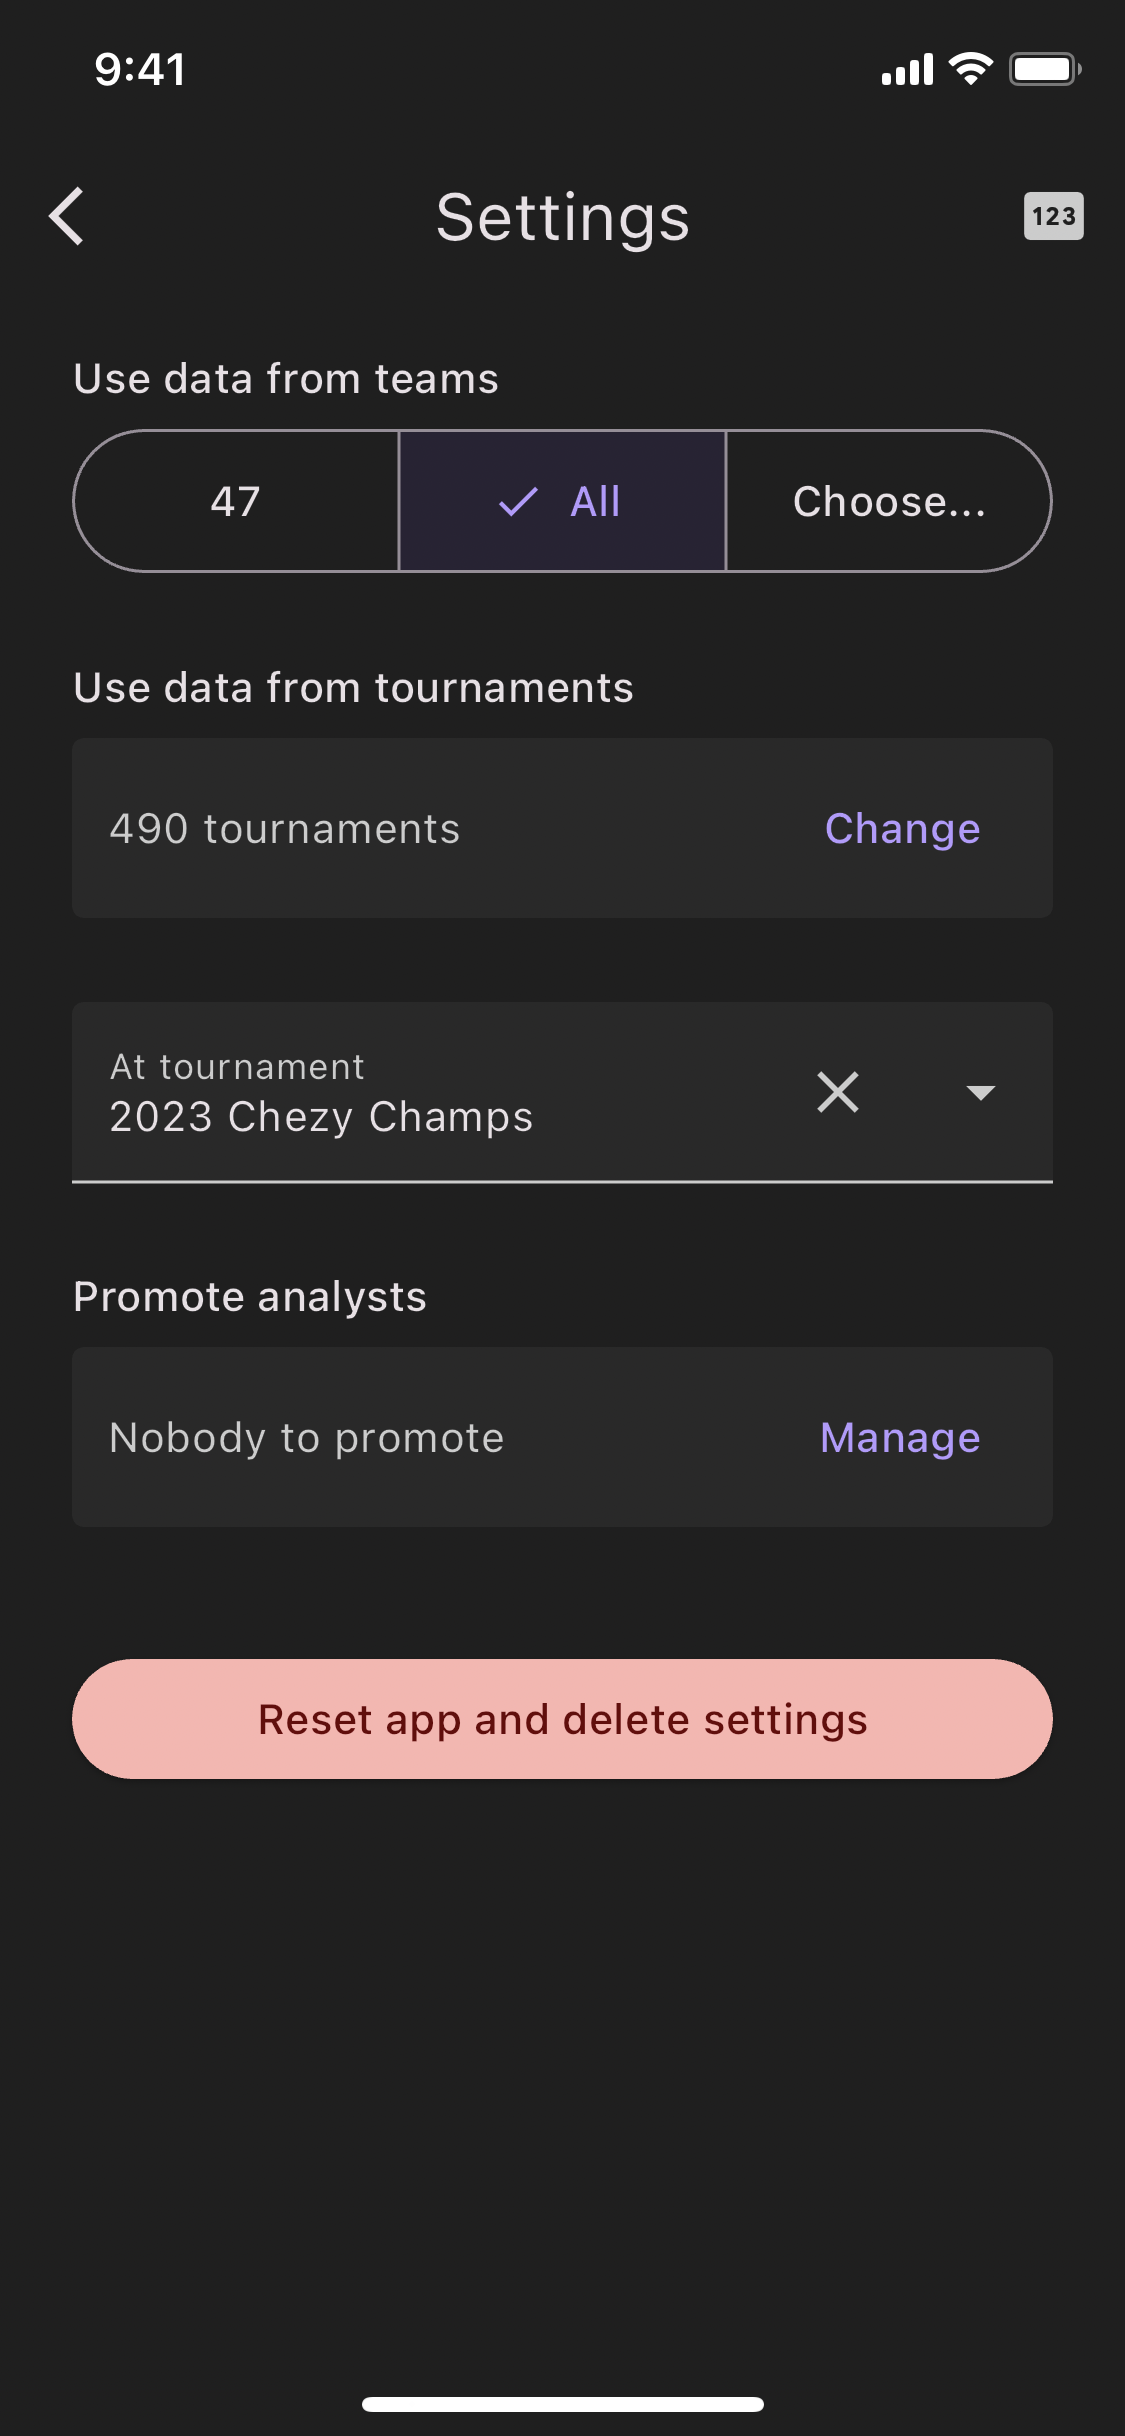 9:41
Settings
123
Use data from teams
47
All
Choose...
Use data from tournaments
490 tournaments
Change
At tournament
2023 Chezy Champs
Promote analysts
Nobody to promote
Manage
Reset app and delete settings